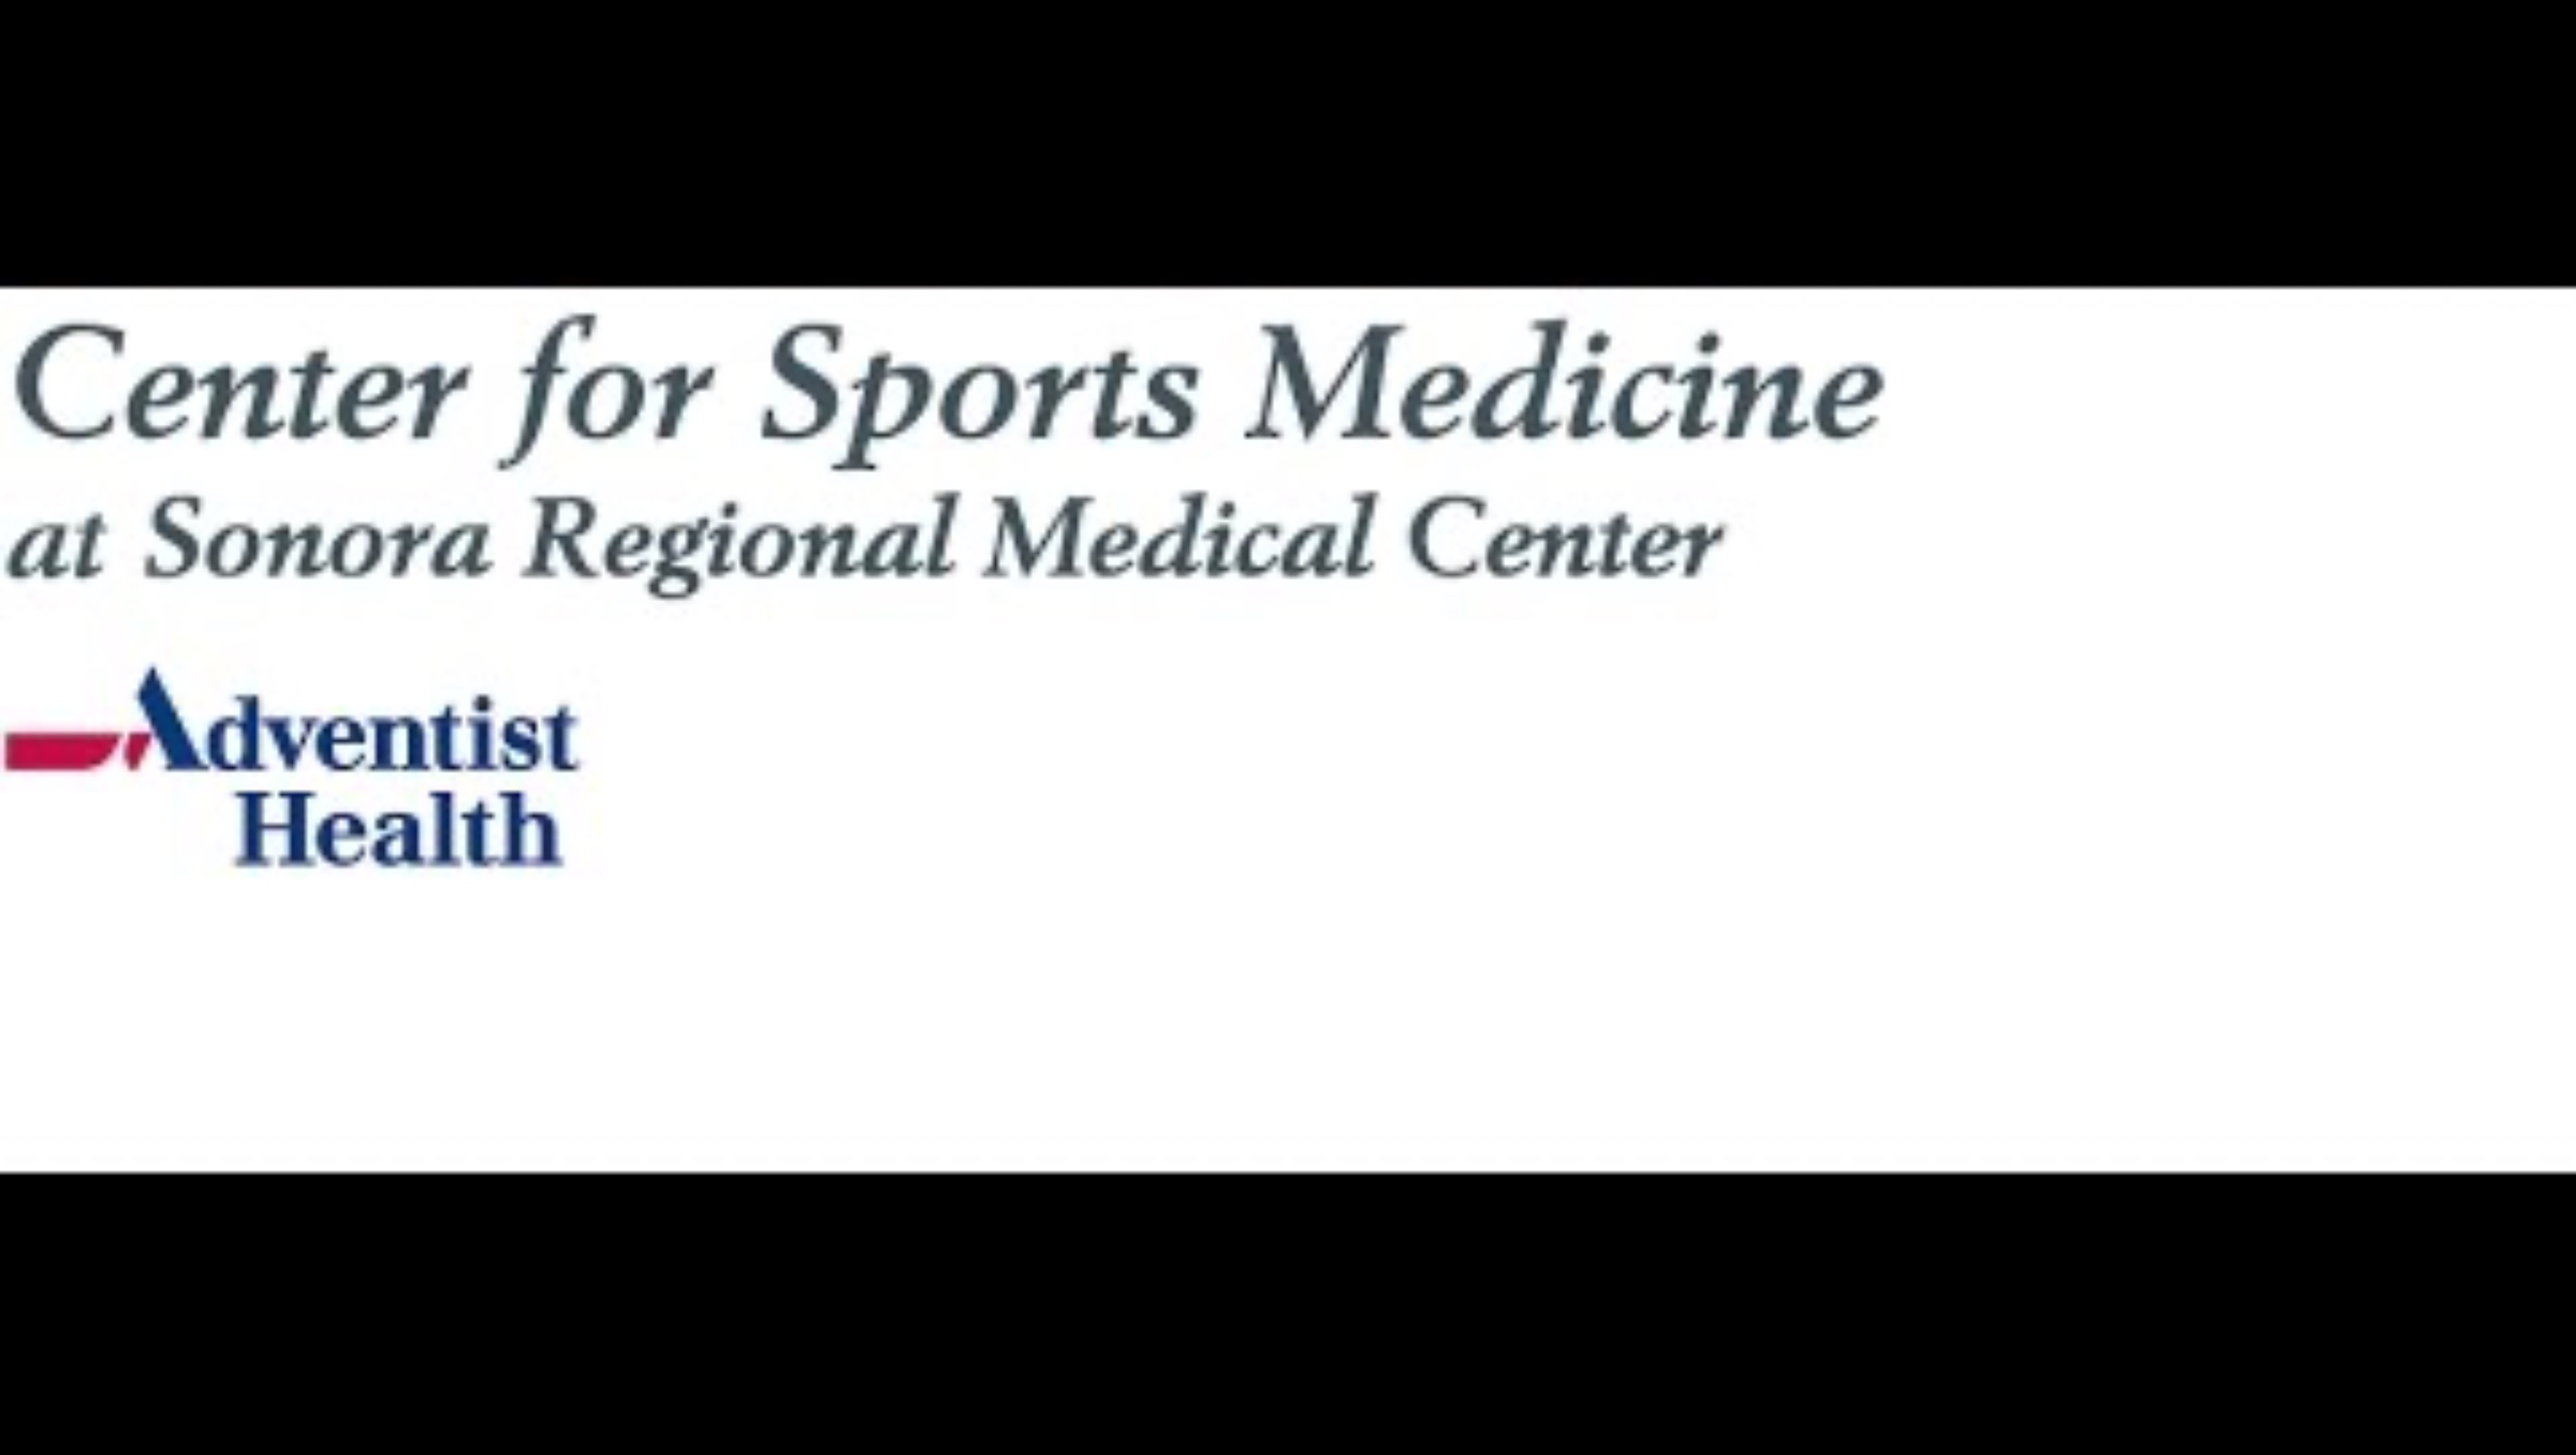 Center for Sports Medicine
at Sonora Regional Medical Center
Adventist
Health